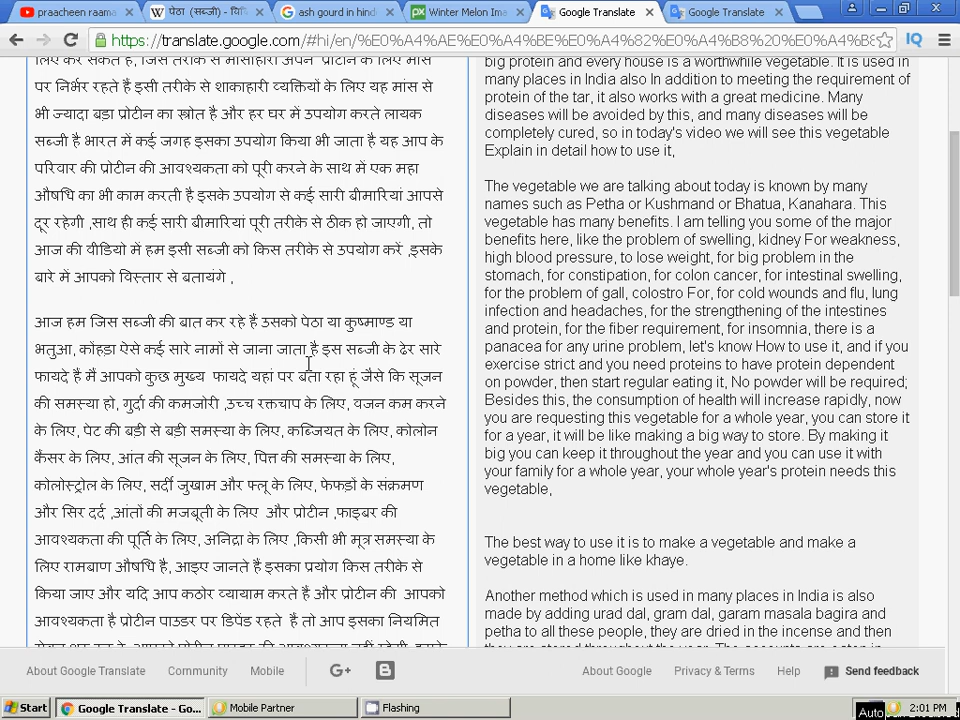 praacheen raama
पेठा (सब्जी) - वि
ash gourd in hind
Winter Melon Ima
Google Translate
Google Translate
https://translate.google.com/#hi/en/%E0%A4%AE%E0%A4%BE%E0%A4%82%E0%A4%B8%20%E0%A4%
IQ
लिए कर सकते है, जिस तरीके से मांसाहारी अपने प्रोटीन के लिए मांस
पर निर्भर रहते हैं इसी तरीके से शाकाहारी व्यक्तियों के लिए यह मांस से
भी ज्यादा बड़ा प्रोटीन का स्त्रोत है और हर घर में उपयोग करते लायक
सब्जी है भारत में कई जगह इसका उपयोग किया भी जाता है यह आप के
परिवार की प्रोटीन की आवश्यकता को पूरी करने के साथ में एक महा
औषधि का भी काम करती है इसके उपयोग से कई सारी बीमारियां आपसे
दूर रहेगी ,साथ ही कई सारी बीमारियां पूरी तरीके से ठीक हो जाएगी, तो
आज की वीडियो में हम इसी सब्जी को किस तरीके से उपयोग करें ,इसके
बारे में आपको विस्तार से बतायंगे ,
आज हम जिस सब्जी की बात कर रहे हैं उसको पेठा या कुष्माण्ड या
भतुआ, कोंहड़ा ऐसे कई सारे नामों से जाना जाता है इस सब्जी के ढेर सारे
फायदे हैं मैं आपको कुछ मुख्य फायदे यहां पर बता रहा हूं जैसे कि सूजन
की समस्या हो, गुर्दा की कमजोरी ,उच्च रक्तचाप के लिए, वजन कम करने
के लिए, पेट की बड़ी से बड़ी समस्या के लिए, कब्जियत के लिए, कोलोन
कैंसर के लिए, आंत की सूजन के लिए, पित्त की समस्या के लिए,
कोलोस्ट्रोल के लिए, सर्दी जुखाम और फ्लू के लिए, फेफड़ों के संक्रमण
और सिर दर्द ,आंतों की मजबूती के लिए और प्रोटीन ,फाइबर की
आवश्यकता की पूर्ति के लिए, अनिद्रा के लिए ,किसी भी मूत्र समस्या के
लिए रामबाण औषधि है, आइए जानते हैं इसका प्रयोग किस तरीके से
किया जाए और यदि आप कठोर व्यायाम करते हैं और प्रोटीन की आपको
आवश्यकता है प्रोटीन पाउडर पर डिपेंड रहते हैं तो आप इसका नियमित
big protein and every house is a worthwhile vegetable. It is used in
many places in India also In addition to meeting the requirement of
protein of the tar, it also works with a great medicine. Many
diseases will be avoided by this, and many diseases will be
completely cured, so in today's video we will see this vegetable
Explain in detail how to use it,
The vegetable we are talking about today is known by many
names such as Petha or Kushmand or Bhatua, Kanahara. This
vegetable has many benefits. I am telling you some of the major
benefits here, like the problem of swelling, kidney For weakness,
high blood pressure, to lose weight, for big problem in the
stomach, for constipation, for colon cancer, for intestinal swelling,
for the problem of gall, colostro For, for cold wounds and flu, lung
infection and headaches, for the strengthening of the intestines
and protein, for the fiber requirement, for insomnia, there is a
panacea for any urine problem, let's know How to use it, and if you
exercise strict and you need proteins to have protein dependent
on powder, then start regular eating it, No powder will be required;
Besides this, the consumption of health will increase rapidly, now
you are requesting this vegetable for a whole year, you can store it
for a year, it will be like making a big way to store. By making it
big you can keep it throughout the year and you can use it with
your family for a whole year, your whole year's protein needs this
vegetable,
The best way to use it is to make a vegetable and make a
vegetable in a home like khaye.
Another method which is used in many places in India is also
made by adding urad dal, gram dal, garam masala bagira and
petha to all these people, they are dried in the incense and then
About Google Translate
Community
Mobile
G+
About Google
Privacy & Terms
Help
Send feedback
Start
Google Translate - Go...
Mobile Partner
Flashing
2:01 PM